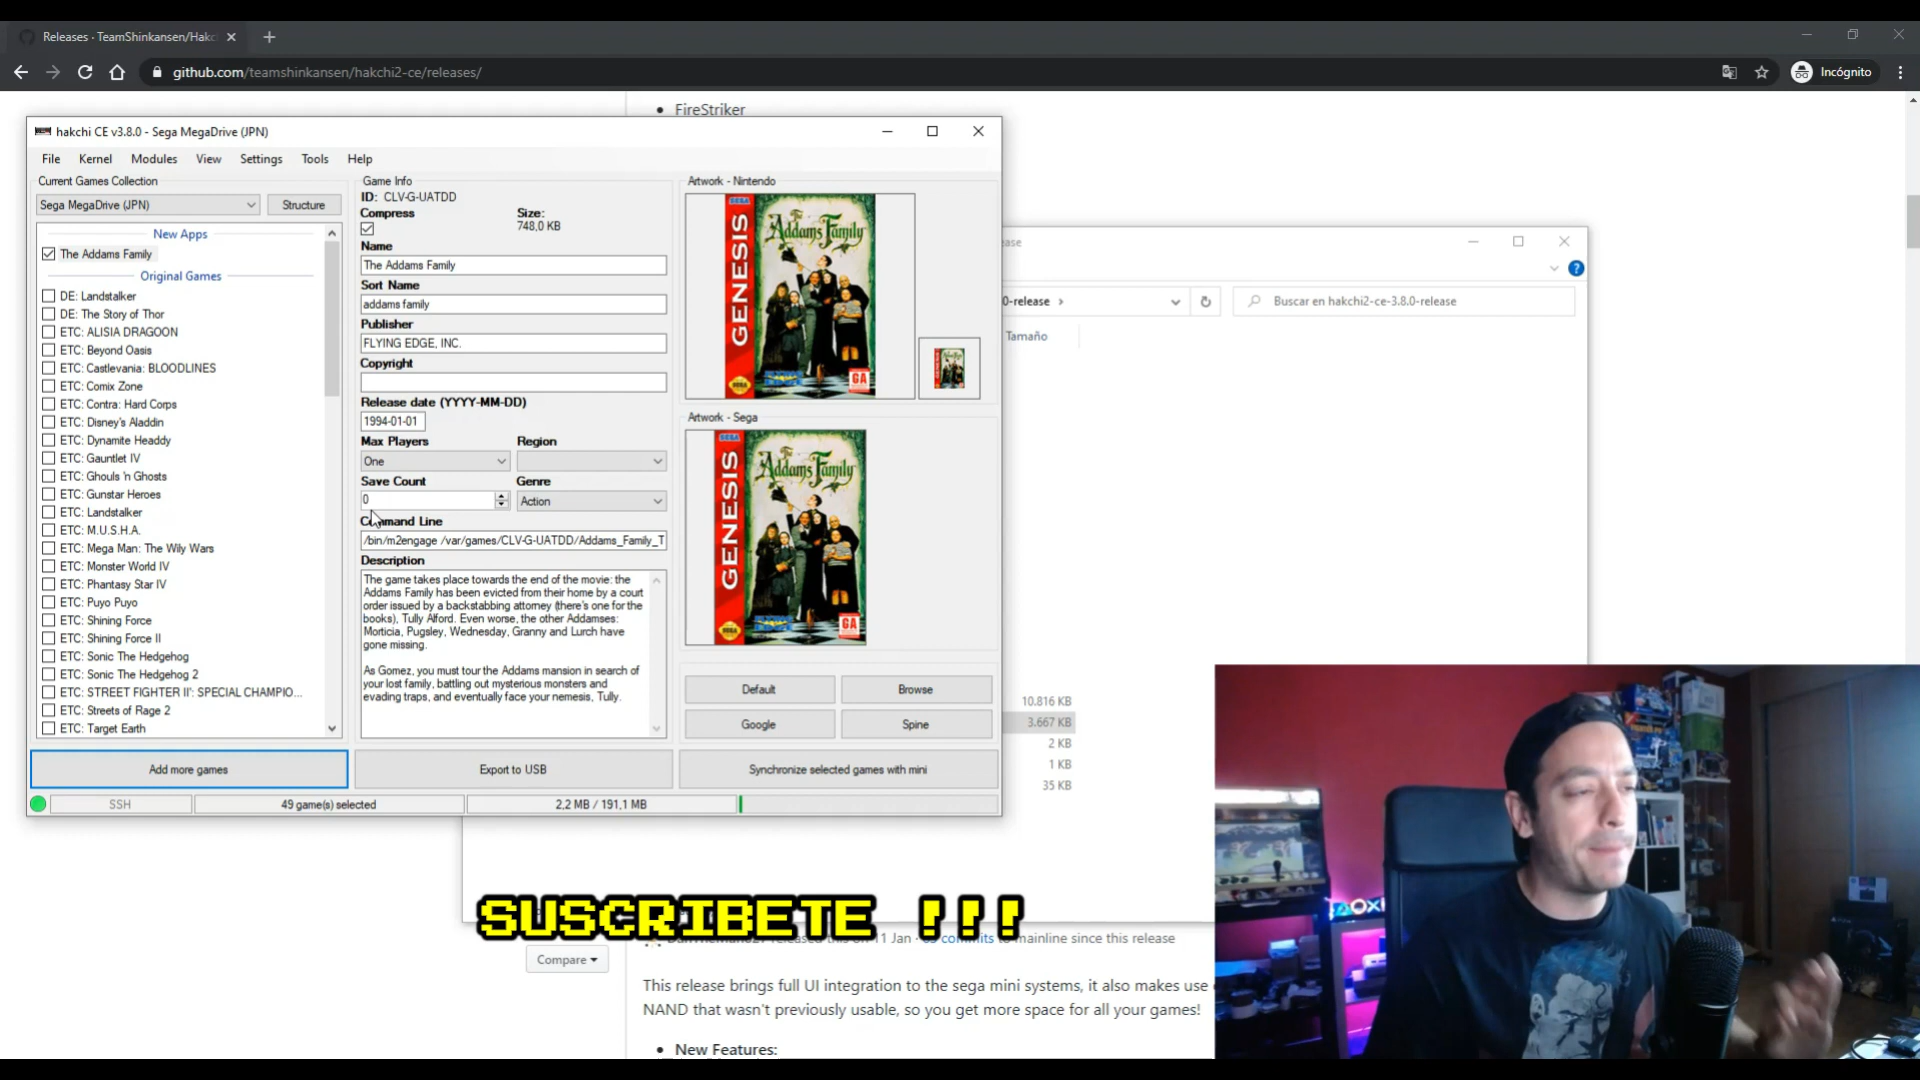 Releases · TeamShinkansen/Hakc
github.com/teamshinkansen/hakchi2-ce/releases/
Incógnito
FireStriker
hakchi CE v3.8.0 - Sega MegaDrive (JPN)
File Kernel Modules View Settings Tools Help
Current Games Collection
Sega MegaDrive (JPN)
Structure
New Apps
The Addams Family
Original Games
DE: Landstalker
DE: The Story of Thor
ETC: ALISIA DRAGOON
ETC: Beyond Oasis
ETC: Castlevania: BLOODLINES
ETC: Comix Zone
ETC: Contra: Hard Corps
ETC: Disney's Aladdin
ETC: Dynamite Headdy
ETC: Gauntlet IV
ETC: Ghouls 'n Ghosts
ETC: Gunstar Heroes
ETC: Landstalker
ETC: M.U.S.H.A.
ETC: Mega Man: The Wily Wars
ETC: Monster World IV
ETC: Phantasy Star IV
ETC: Puyo Puyo
ETC: Shining Force
ETC: Shining Force II
ETC: Sonic The Hedgehog
ETC: Sonic The Hedgehog 2
ETC: STREET FIGHTER II': SPECIAL CHAMPIO...
ETC: Streets of Rage 2
ETC: Target Earth
Game Info
ID: CLV-G-UATDD
Compress
Size:
748,0 KB
Name
The Addams Family
Sort Name
addams family
Publisher
FLYING EDGE, INC.
Copyright
Release date (YYYY-MM-DD)
1994-01-01
Max Players
Region
One
Save Count
Genre
0
Action
Command Line
/bin/m2engage /var/games/CLV-G-UATDD/Addams_Family_T
Description
The game takes place towards the end of the movie: the
Addams Family has been evicted from their home by a court
order issued by a backstabbing attorney (there's one for the
books), Tully Alford. Even worse, the other Addamses:
Morticia, Pugsley, Wednesday, Granny and Lurch have
gone missing.
As Gomez, you must tour the Addams mansion in search of
your lost family, battling out mysterious monsters and
evading traps, and eventually face your nemesis, Tully.
Artwork - Nintendo
SEGA
GENESIS
The Addams Family
GA
Artwork - Sega
SEGA
GENESIS
The Addams Family
GA
Default
Browse
Google
Spine
Add more games
Export to USB
Synchronize selected games with mini
SSH
49 game(s) selected
2,2 MB / 191,1 MB
ease
0-release
Buscar en hakchi2-ce-3.8.0-release
Tamaño
10.816 KB
3.667 KB
2 KB
1 KB
35 KB
SUSCRIBETE !!!
released this on 11 Jan · commits to mainline since this release
Compare
This release brings full UI integration to the sega mini systems, it also makes use
NAND that wasn't previously usable, so you get more space for all your games!
New Features: